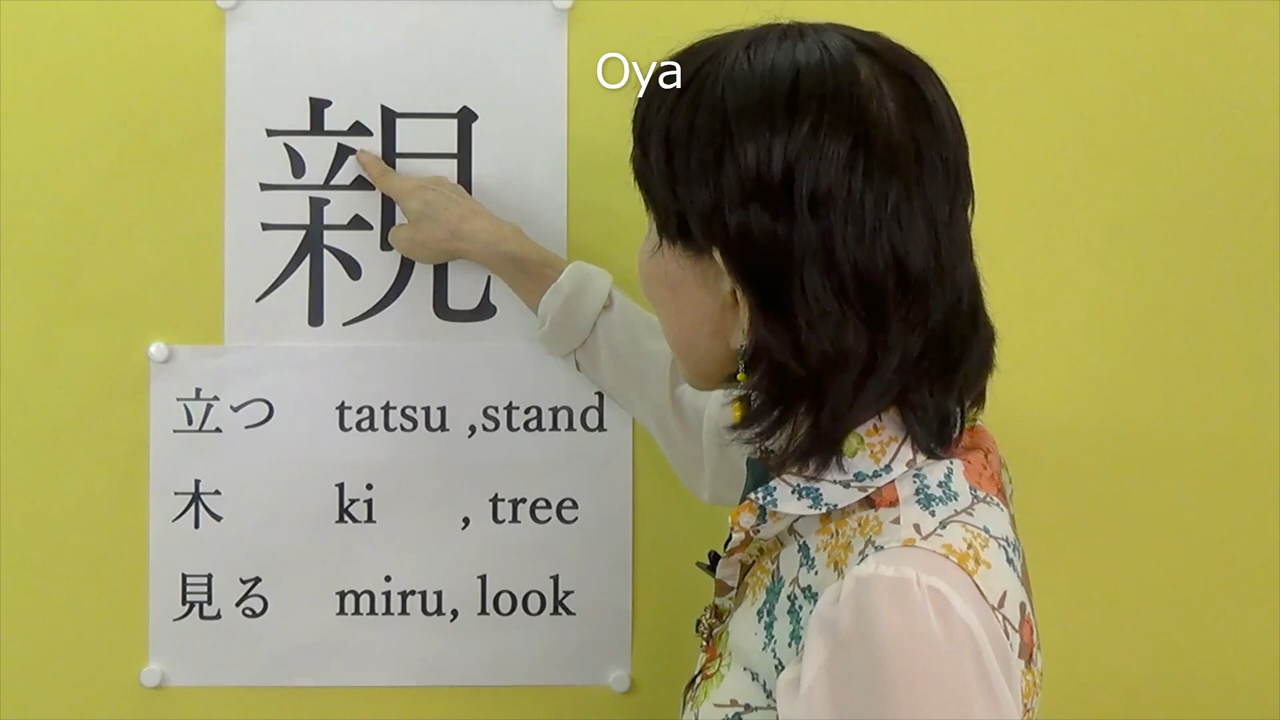 Oya
親
立つ tatsu ,stand
木 ki , tree
見る miru, look